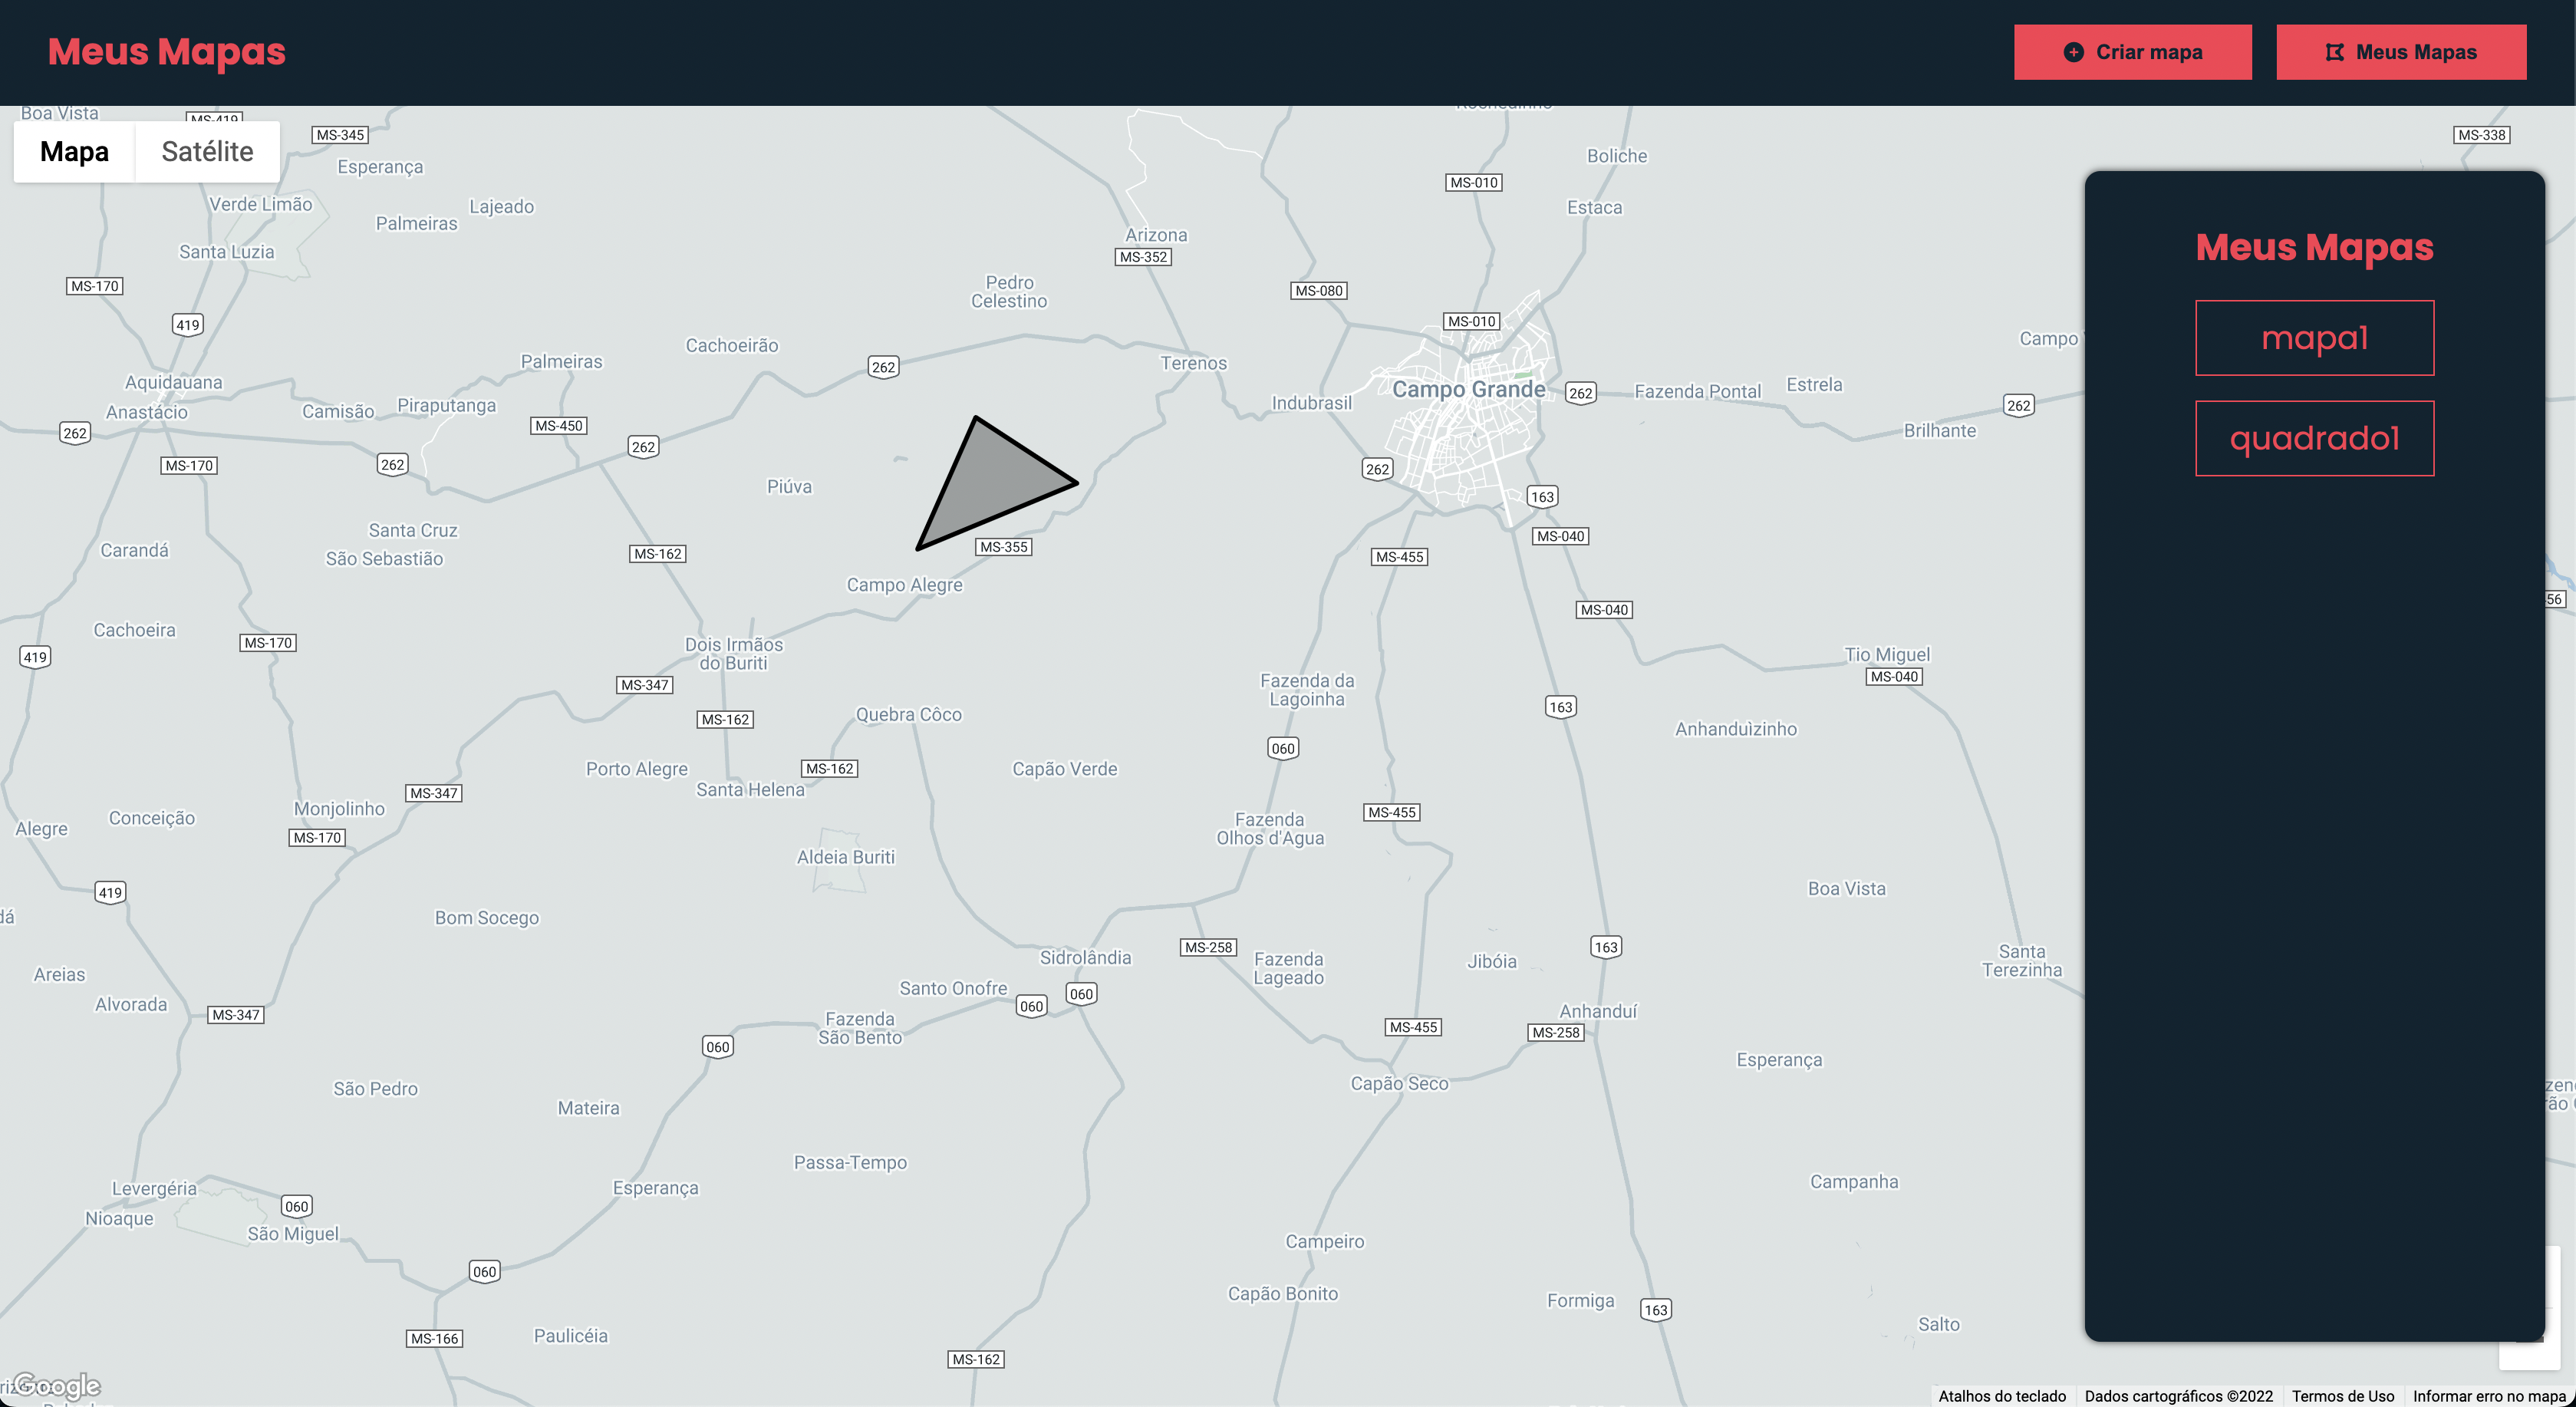 Meus Mapas
Criar mapa
Meus Mapas
Boa Vista
MS-419
MS-345
MS-338
Mapa
Satélite
Esperança
Boliche
MS-010
Verde Limão
Lajeado
Palmeiras
Estaca
Santa Luzia
Arizona
MS-352
Meus Mapas
MS-170
Pedro
Celestino
MS-080
419
MS-010
mapa1
Cachoeirão
Palmeiras
262
Terenos
Campo
Aquidauana
Anastácio
Camisão
Piraputanga
Indubrasil
Campo Grande
262
Fazenda Pontal
Estrela
262
262
MS-450
262
Brilhante
quadrado1
MS-170
262
262
Piúva
163
Santa Cruz
São Sebastião
Carandá
MS-162
MS-355
MS-455
MS-040
Campo Alegre
56
Cachoeira
MS-170
MS-040
419
Dois Irmãos
do Buriti
Tio Miguel
MS-040
MS-347
Fazenda da
Lagoinha
MS-162
Quebra Côco
163
Anhanduìzinho
060
Porto Alegre
MS-162
Capão Verde
MS-347
Santa Helena
Monjolinho
Conceição
Alegre
MS-170
MS-455
Fazenda
Olhos d'Agua
Aldeia Buriti
419
Boa Vista
dá
Bom Socego
MS-258
163
Sidrolândia
Fazenda
Lageado
Jibóia
Santa
Terezinha
Areias
Santo Onofre
060
060
Alvorada
MS-347
Fazenda
São Bento
Anhanduí
MS-455
MS-258
060
Esperança
São Pedro
Capão Seco
zen
rão
Mateira
Passa-Tempo
Levergéria
Esperança
Campanha
Nioaque
060
São Miguel
Campeiro
060
Capão Bonito
Formiga
163
MS-166
Paulicéia
Salto
MS-162
Google
Atalhos do teclado
Dados cartográficos ©2022
Termos de Uso
Informar erro no mapa